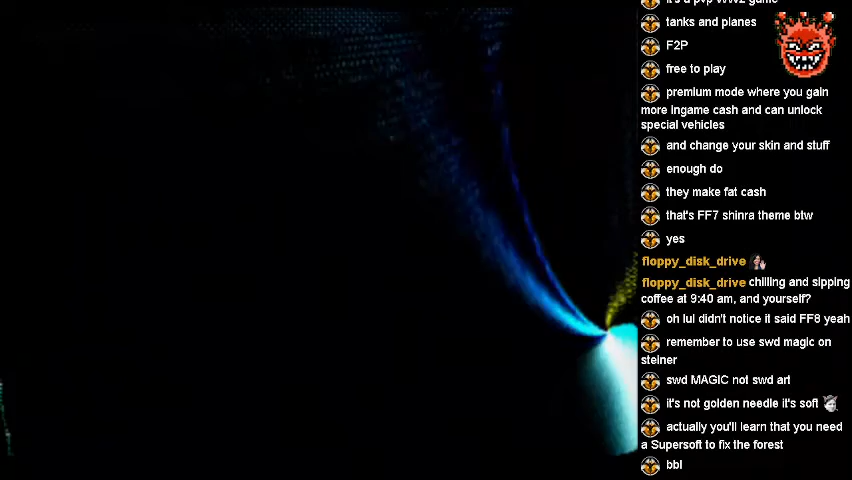 it's a pvp WW2 game
tanks and planes
F2P
free to play
premium mode where you gain
more ingame cash and can unlock
special vehicles
and change your skin and stuff
enough do
they make fat cash
that's FF7 shinra theme btw
yes
floppy_disk_drive
floppy_disk_drive chilling and sipping
coffee at 9:40 am, and yourself?
oh lul didn't notice it said FF8 yeah
remember to use swd magic on
steiner
swd MAGIC not swd art
it's not golden needle it's soft
actually you'll learn that you need
a Supersoft to fix the forest
bbl